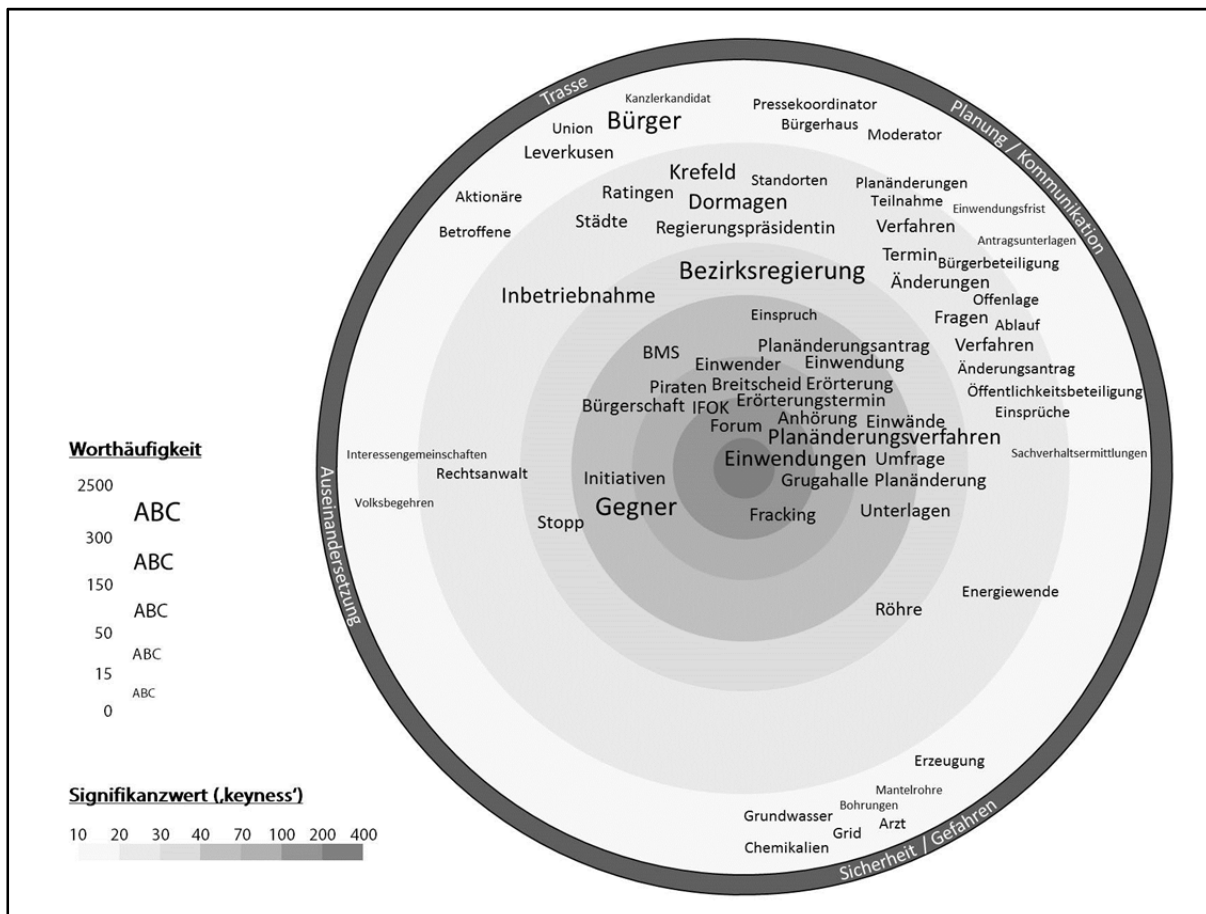 Trasse
Planung / Kommunikation
Auseinandersetzung
Sicherheit / Gefahren
Kanzlerkandidat
Pressekoordinator
Bürger
Union
Bürgerhaus
Moderator
Leverkusen
Krefeld
Standorten
Planänderungen
Ratingen
Dormagen
Teilnahme
Aktionäre
Einwendungsfrist
Städte
Regierungspräsidentin
Verfahren
Betroffene
Antragsunterlagen
Termin
Bürgerbeteiligung
Bezirksregierung
Änderungen
Inbetriebnahme
Offenlage
Einspruch
Fragen
Ablauf
BMS
Planänderungsantrag
Verfahren
Einwender
Einwendung
Änderungsantrag
Piraten
Breitscheid
Erörterung
Öffentlichkeitsbeteiligung
Bürgerschaft
IFOK
Erörterungstermin
Einsprüche
Forum
Anhörung
Einwände
Planänderungsverfahren
Interessengemeinschaften
Einwendungen
Umfrage
Sachverhaltsermittlungen
Rechtsanwalt
Initiativen
Grugahalle
Planänderung
Volksbegehren
Gegner
Stopp
Fracking
Unterlagen
Röhre
Energiewende
Erzeugung
Mantelrohre
Bohrungen
Grundwasser
Arzt
Grid
Chemikalien
Worthäufigkeit
2500
ABC
300
ABC
150
ABC
50
ABC
15
ABC
0
Signifikanzwert (‚keyness')
10 20 30 40 70 100 200 400